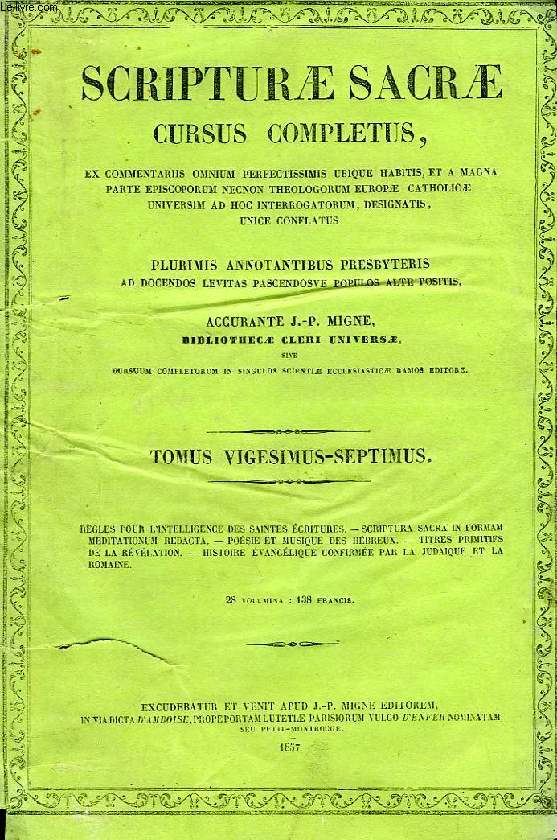 Le-livre.com
SCRIPTURÆ SACRÆ
CURSUS COMPLETUS,
EX COMMENTARIIS OMNIUM PERFECTISSIMIS UBIQUE HABITIS, ET A MAGNA
PARTE EPISCOPORUM NECNON THEOLOGORUM EUROPÆ CATHOLICÆ
UNIVERSIM AD HOC INTERROGATORUM, DESIGNATIS,
UNICE CONFLATUS
PLURIMIS ANNOTANTIBUS PRESBYTERIS
AD DOCENDOS LEVITAS PASCENDOSVE POPULOS ALTE POSITIS,
ACCURANTE J.-P. MIGNE,
BIBLIOTHECÆ CLERI UNIVERSÆ,
SIVE
CURSUUM COMPLETORUM IN SINGULOS SCIENTIÆ ECCLESIASTICÆ RAMOS EDITORE.
TOMUS VIGESIMUS-SEPTIMUS.
RÈGLES POUR L'INTELLIGENCE DES SAINTES ÉCRITURES. — SCRIPTURA SACRA IN FORMAM
MEDITATIONUM REDACTA. — POÉSIE ET MUSIQUE DES HÉBREUX. — TITRES PRIMITIFS
DE LA RÉVÉLATION. — HISTOIRE ÉVANGÉLIQUE CONFIRMÉE PAR LA JUDAIQUE ET LA
ROMAINE.
28 VOLUMINA : 138 FRANCIS.
EXCUDEBATUR ET VENIT APUD J.-P. MIGNE EDITOREM,
IN VIA DICTA D'AMBOISE, PROPE PORTAM LUTETIÆ PARISIORUM VULGO D'ENFER NOMINATAM
SEU PETIT-MONTROUGE.
1857